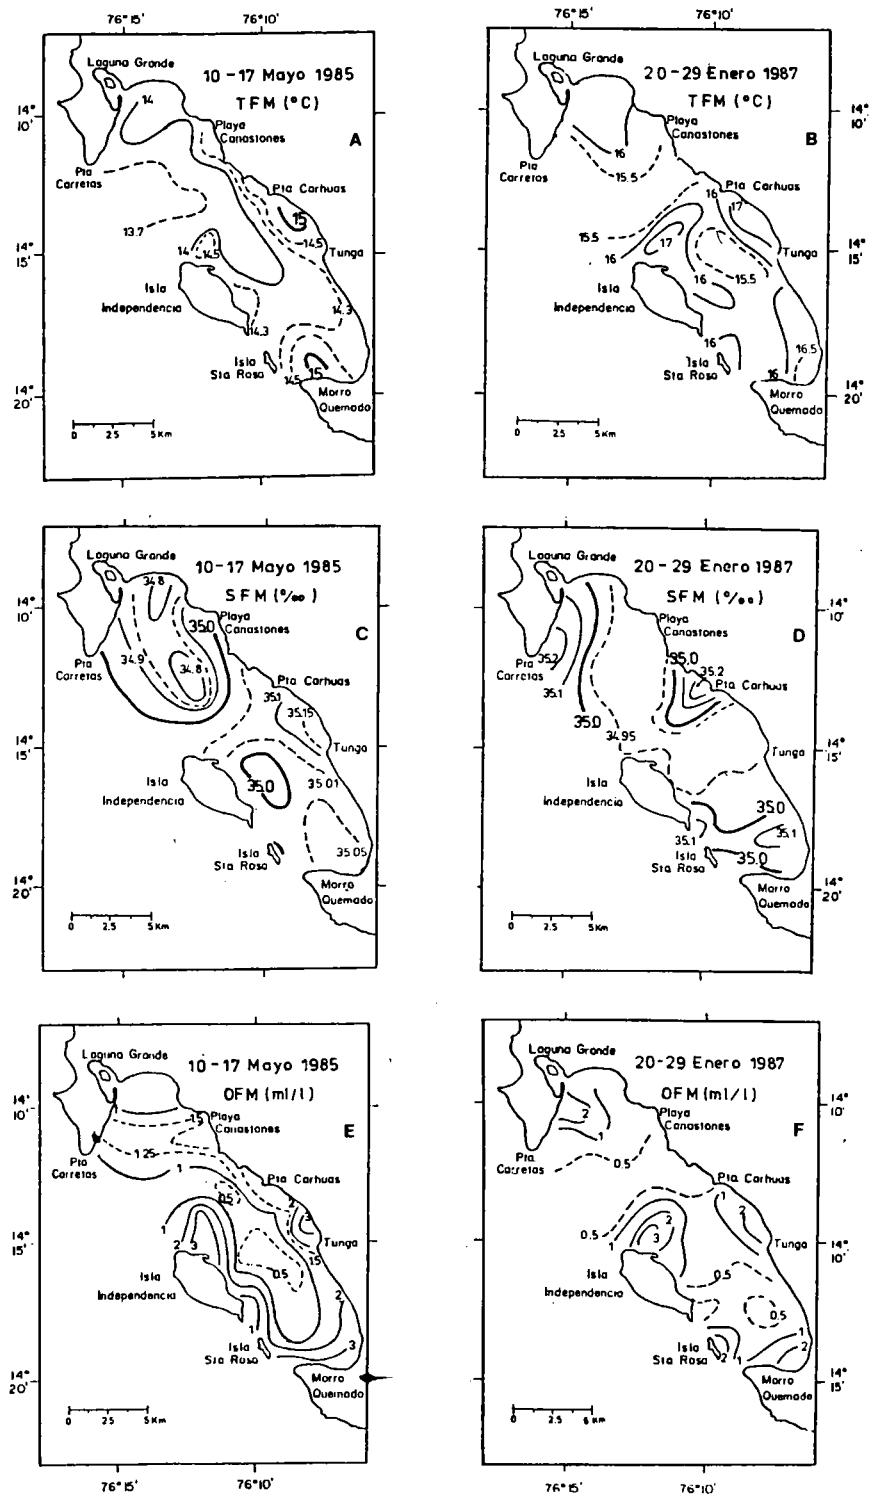 76°15' 76°10'
Laguna Grande
10-17 Mayo 1985
TFM (°C)
A
14°
10'
14
Playa
Canastones
Pta
Carretas
Pta Carhuas
15
13.7
14.5
14
14.5
Tunga
14°
15'
Isla
Independencia
14.3
14.3
Isla
Sta Rosa
14.5
15
Morro
Quemado
14°
20'
0 2.5 5 Km
76°10'
Laguna Grande
20-29 Enero 1987
TFM (°C)
B
14°
10'
Playa
Canastones
16
15.5
Pta
Carretas
Pta Carhuas
16
17
15.5
16
17
Tunga
14°
15'
15.5
16
Isla
Independencia
16
16.5
Isla
Sta Rosa
16
Morro
Quemado
14°
20'
0 2.5 5 Km
Laguna Grande
10-17 Mayo 1985
SFM (‰)
C
14°
10'
34.8
35.0
Playa
Canastones
34.9
34.8
Pta
Carretas
Pta Carhuas
35.1
35.15
Tunga
14°
15'
Isla
Independencia
35.0
35.01
35.05
Isla
Sta Rosa
Morro
Quemado
14°
20'
0 2.5 5 Km
Laguna Grande
20-29 Enero 1987
SFM (‰)
D
14°
10'
Playa
Canastones
Pta
Carretas
35.2
35.1
35.0
35.0
35.2
Pta Carhuas
34.95
Tunga
14°
15'
Isla
Independencia
35.0
35.1
35.1
Isla
Sta Rosa
35.0
Morro
Quemado
14°
20'
0 2.5 5 Km
Laguna Grande
10-17 Mayo 1985
OFM (ml/l)
E
14°
10'
1.5
Playa
Canastones
1.25
1
Pta
Carretas
Pta Carhuas
0.5
2
3
1
2
3
Tunga
1.5
14°
15'
0.5
Isla
Independencia
2
1
3
Isla
Sta Rosa
Morro
Quemado
14°
20'
0 2.5 5 Km
76°15' 76°10'
Laguna Grande
20-29 Enero 1987
OFM (ml/l)
F
14°
10'
2
1
Playa
Canastones
0.5
Pta
Carretas
Pta Carhuas
1
2
0.5
1
2
3
Tunga
14°
10'
Isla
Independencia
0.5
0.5
Isla
Sta Rosa
2
1
1
2
Morro
Quemado
14°
15'
0 2.5 5 Km
76°15' 76°10'